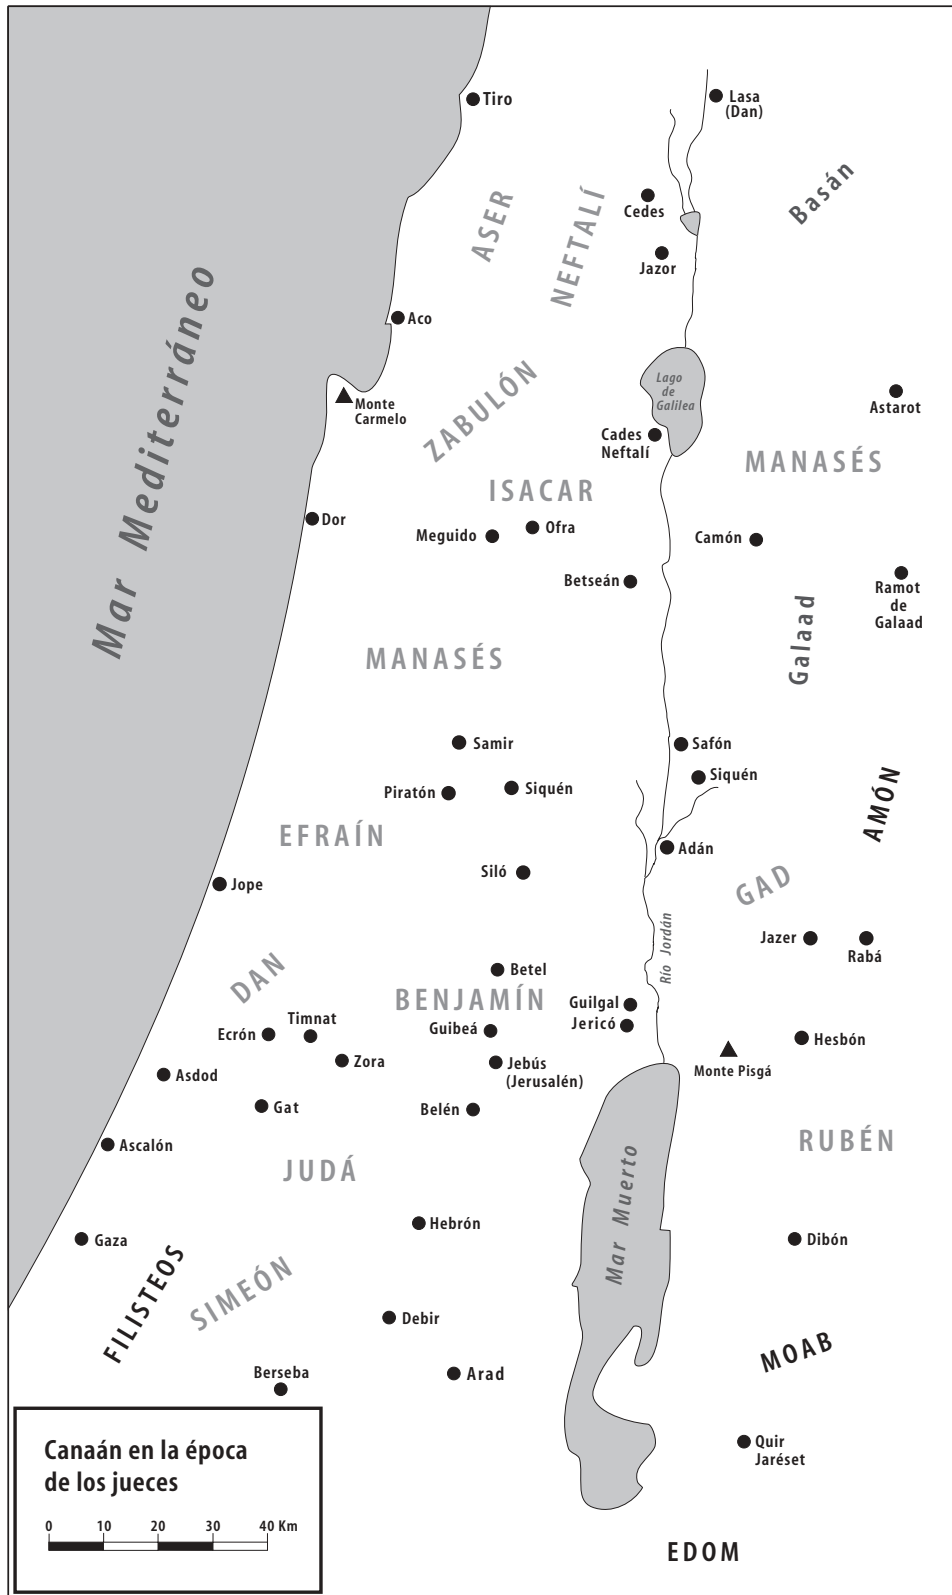 Tiro
Lasa
(Dan)
Basán
ASER
NEFTALÍ
Cedes
Jazor
Mar Mediterráneo
Aco
Lago
de
Galilea
Monte
Carmelo
ZABULÓN
Astarot
Cades
Neftalí
MANASÉS
ISACAR
Dor
Meguido
Ofra
Camón
Betseán
Ramot
de
Galaad
Galaad
MANASÉS
Samir
Safón
Siquén
Piratón
Siquén
AMÓN
EFRAÍN
Adán
Siló
GAD
Jope
Río Jordán
Jazer
Rabá
DAN
Betel
BENJAMÍN
Guilgal
Jericó
Ecrón
Timnat
Guibeá
Hesbón
Zora
Jebús
(Jerusalén)
Monte Pisgá
Asdod
Gat
Belén
Ascalón
RUBÉN
JUDÁ
Mar Muerto
Hebrón
Gaza
Dibón
FILISTEOS
SIMEÓN
Debir
MOAB
Berseba
Arad
Quir
Jaréset
Canaán en la época
de los jueces
0 10 20 30 40 Km
EDOM